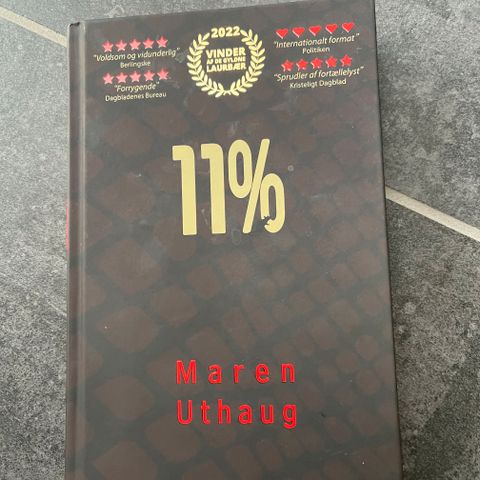 "Voldsom og vidunderlig"
Berlingske
"Forrygende"
Dagbladenes Bureau
2022
VINDER
AF DE GYLDNE
LAURBÆR
"Internationalt format"
Politiken
"Sprudler af fortællelyst"
Kristeligt Dagblad
11%
Maren
Uthaug